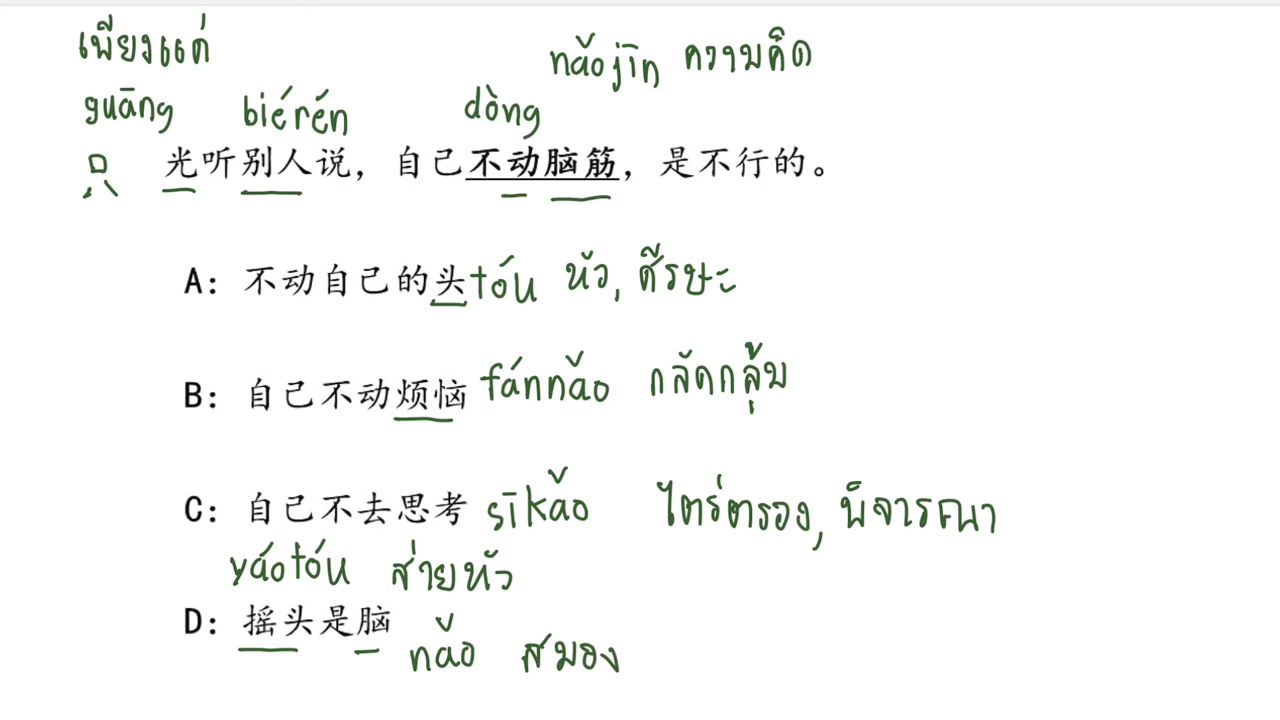 เพียงแค่
nǎojīn ความคิด
guāng biérén dòng
只 光听别人说，自己不动脑筋，是不行的。
A: 不动自己的头 tóu หัว, ศีรษะ
B: 自己不动烦恼 fánnǎo กลัดกลุ้ม
C: 自己不去思考 sīkǎo ไตร่ตรอง, พิจารณา
yáotóu ส่ายหัว
D: 摇头是脑
nǎo สมอง